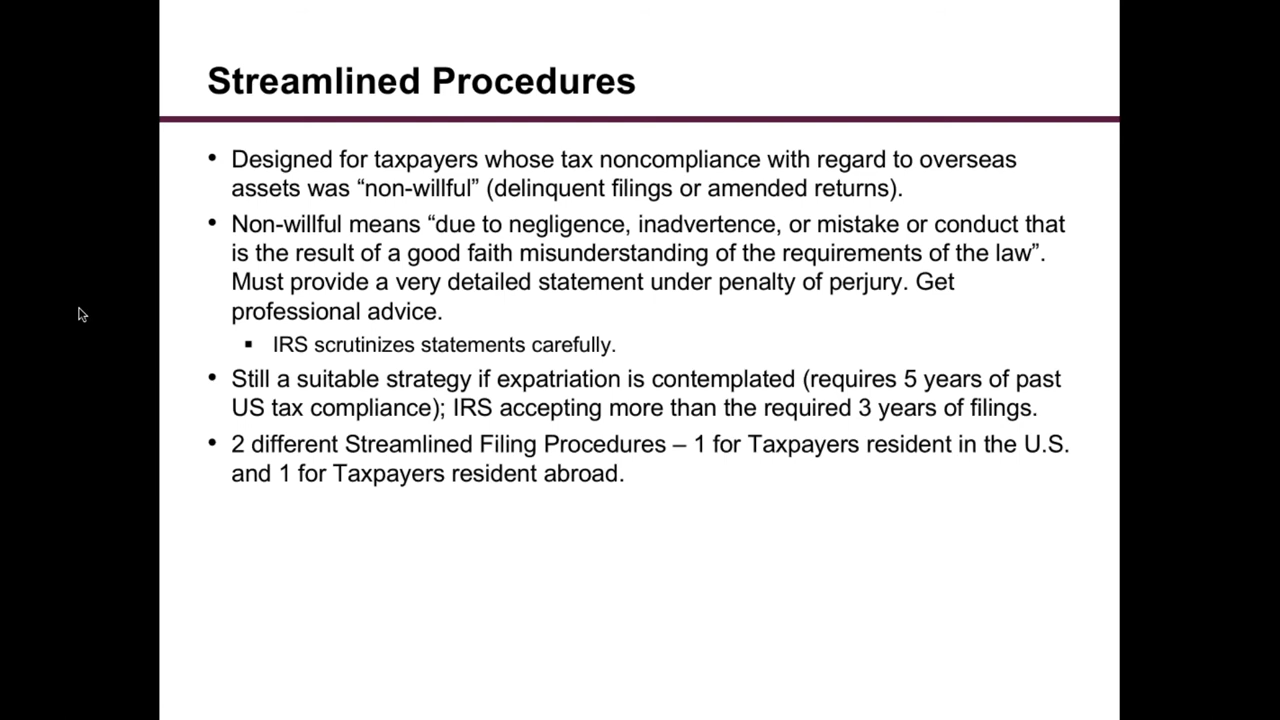 Streamlined Procedures
• Designed for taxpayers whose tax noncompliance with regard to overseas
assets was “non-willful” (delinquent filings or amended returns).
• Non-willful means “due to negligence, inadvertence, or mistake or conduct that
is the result of a good faith misunderstanding of the requirements of the law”.
Must provide a very detailed statement under penalty of perjury. Get
professional advice.
▪ IRS scrutinizes statements carefully.
• Still a suitable strategy if expatriation is contemplated (requires 5 years of past
US tax compliance); IRS accepting more than the required 3 years of filings.
• 2 different Streamlined Filing Procedures – 1 for Taxpayers resident in the U.S.
and 1 for Taxpayers resident abroad.